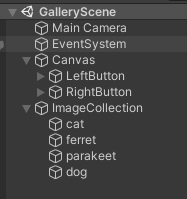 GalleryScene
Main Camera
EventSystem
Canvas
LeftButton
RightButton
ImageCollection
cat
ferret
parakeet
dog